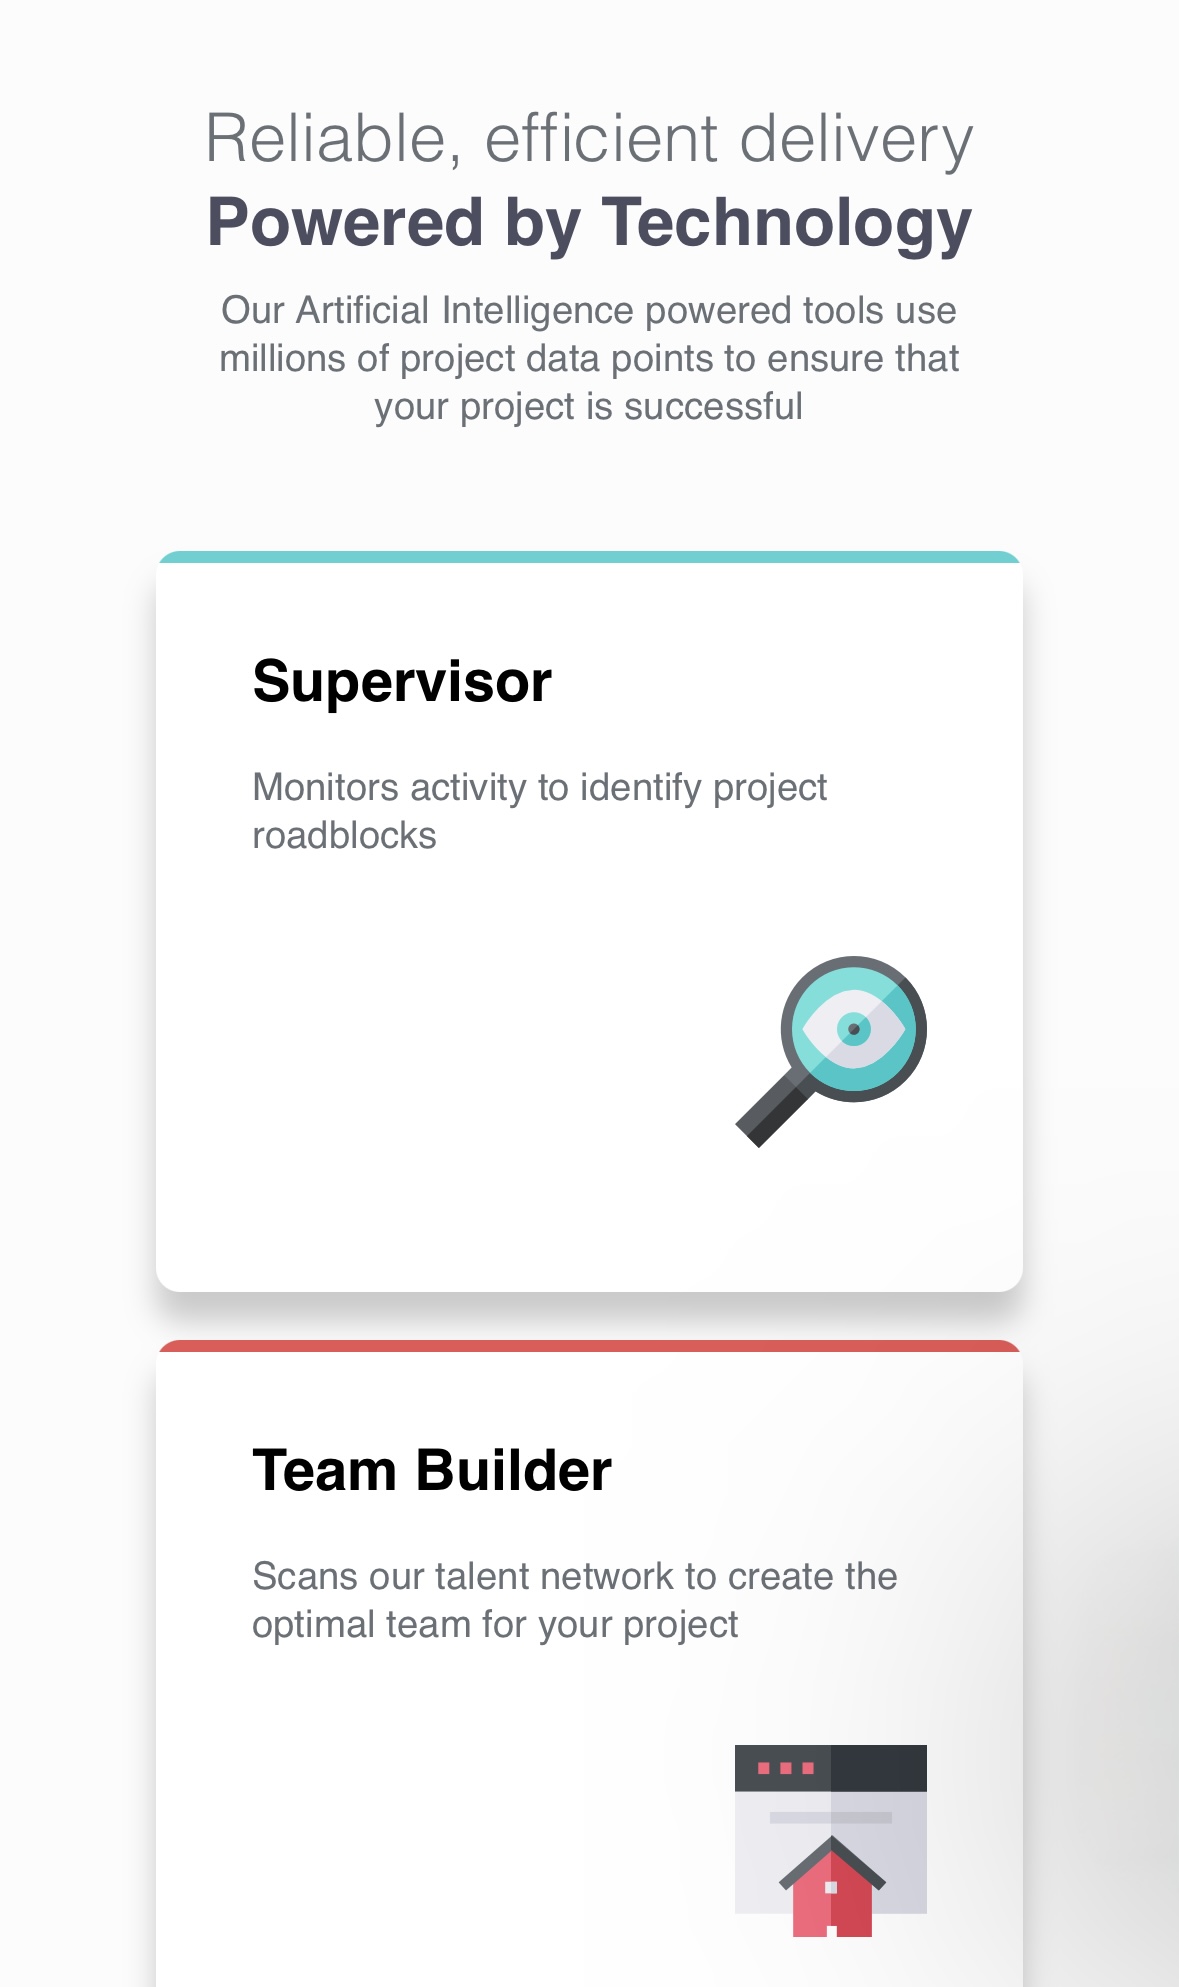 Reliable, efficient delivery
Powered by Technology
Our Artificial Intelligence powered tools use
millions of project data points to ensure that
your project is successful
Supervisor
Monitors activity to identify project
roadblocks
Team Builder
Scans our talent network to create the
optimal team for your project